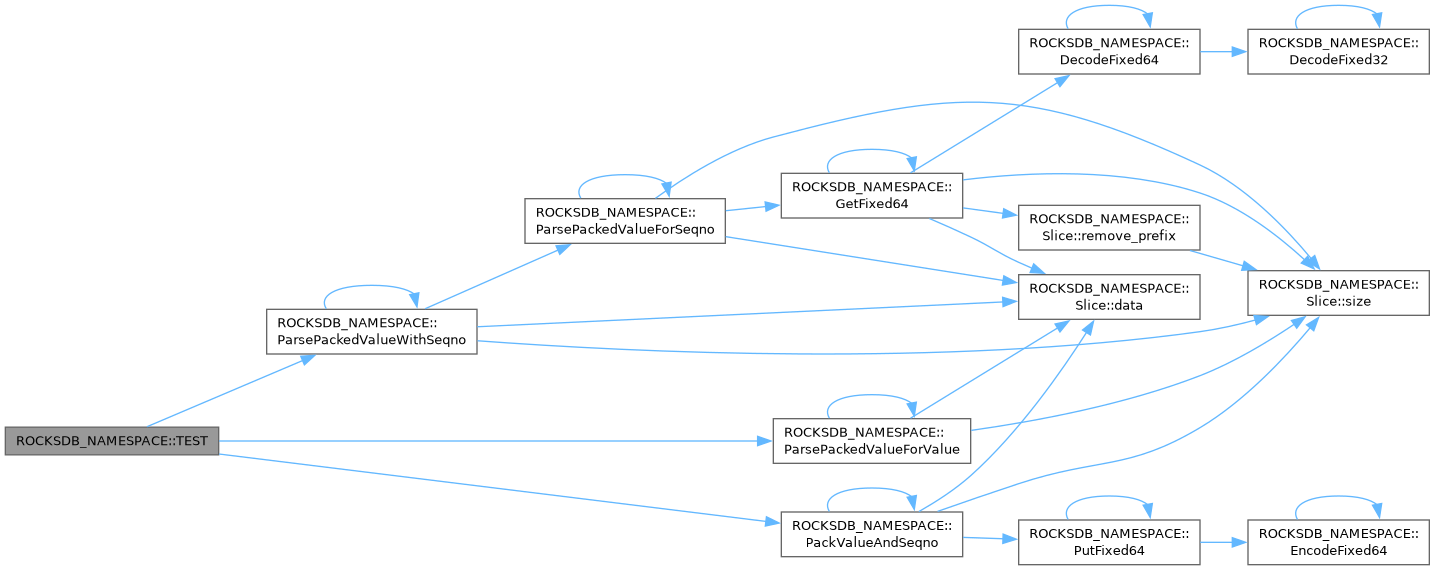 ROCKSDB_NAMESPACE::
DecodeFixed64
ROCKSDB_NAMESPACE::
DecodeFixed32
ROCKSDB_NAMESPACE::
GetFixed64
ROCKSDB_NAMESPACE::
ParsePackedValueForSeqno
ROCKSDB_NAMESPACE::
Slice::remove_prefix
ROCKSDB_NAMESPACE::
Slice::data
ROCKSDB_NAMESPACE::
Slice::size
ROCKSDB_NAMESPACE::
ParsePackedValueWithSeqno
ROCKSDB_NAMESPACE::TEST
ROCKSDB_NAMESPACE::
ParsePackedValueForValue
ROCKSDB_NAMESPACE::
PackValueAndSeqno
ROCKSDB_NAMESPACE::
PutFixed64
ROCKSDB_NAMESPACE::
EncodeFixed64